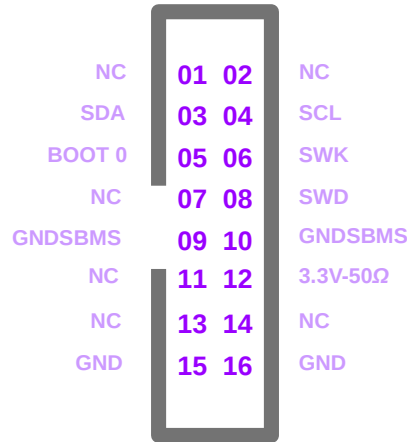 NC 01 02 NC
SDA 03 04 SCL
BOOT 0 05 06 SWK
NC 07 08 SWD
GNDSBMS 09 10 GNDSBMS
NC 11 12 3.3V-50Ω
NC 13 14 NC
GND 15 16 GND